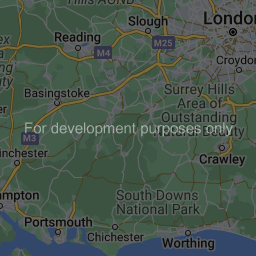 Slough
London
M25
Reading
M4
Croydon
Surrey Hills
Area of
Outstanding
Basingstoke
For development purposes only
M3
Crawley
South Downs
National Park
Portsmouth
Chichester
Worthing